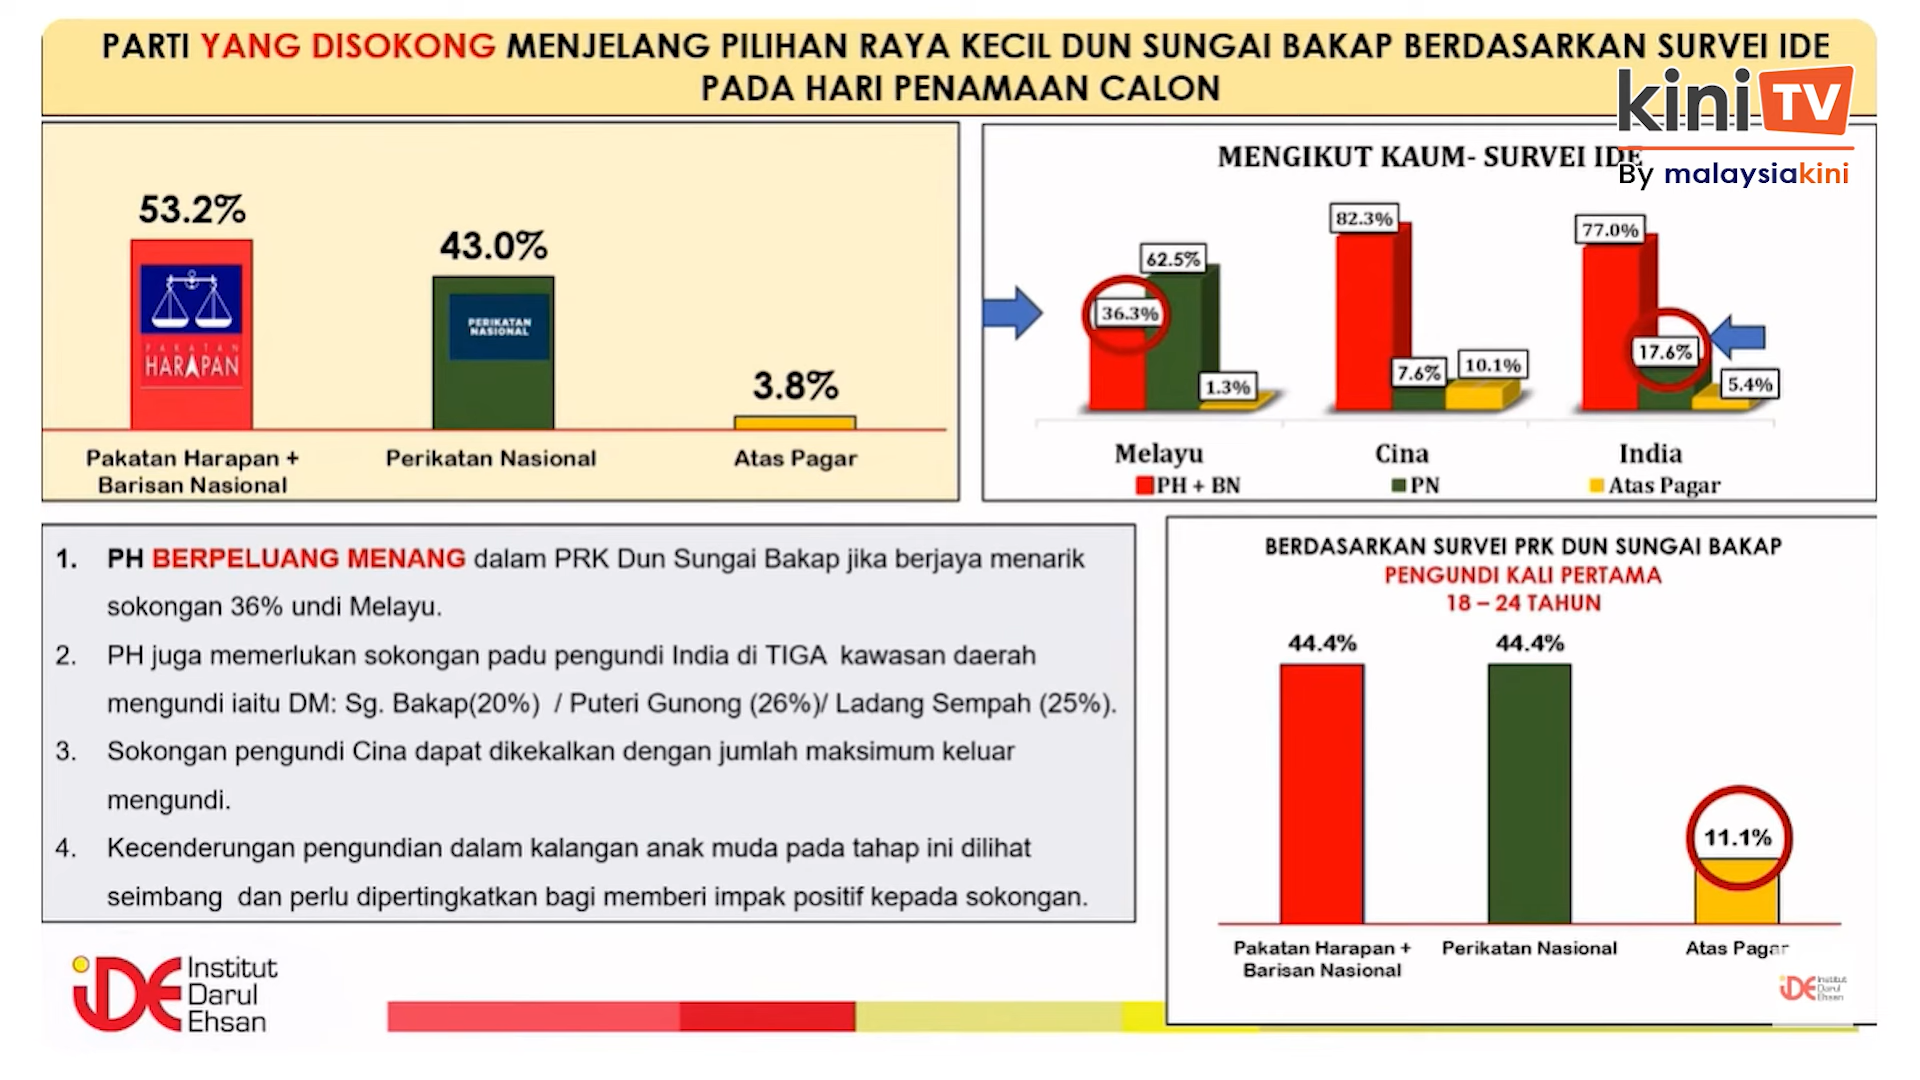 PARTI YANG DISOKONG MENJELANG PILIHAN RAYA KECIL DUN SUNGAI BAKAP BERDASARKAN SURVEI IDE
PADA HARI PENAMAAN CALON
kini TV
By malaysiakini
53.2%
43.0%
3.8%
PAKATAN
HARAPAN
PERIKATAN
NASIONAL
Pakatan Harapan +
Barisan Nasional
Perikatan Nasional
Atas Pagar
MENGIKUT KAUM- SURVEI IDE
36.3%
62.5%
1.3%
82.3%
7.6%
10.1%
77.0%
17.6%
5.4%
Melayu
Cina
India
PH + BN
PN
Atas Pagar
1. PH BERPELUANG MENANG dalam PRK Dun Sungai Bakap jika berjaya menarik
sokongan 36% undi Melayu.
2. PH juga memerlukan sokongan padu pengundi India di TIGA kawasan daerah
mengundi iaitu DM: Sg. Bakap(20%) / Puteri Gunong (26%)/ Ladang Sempah (25%).
3. Sokongan pengundi Cina dapat dikekalkan dengan jumlah maksimum keluar
mengundi.
4. Kecenderungan pengundian dalam kalangan anak muda pada tahap ini dilihat
seimbang dan perlu dipertingkatkan bagi memberi impak positif kepada sokongan.
BERDASARKAN SURVEI PRK DUN SUNGAI BAKAP
PENGUNDI KALI PERTAMA
18 – 24 TAHUN
44.4%
44.4%
11.1%
Pakatan Harapan +
Barisan Nasional
Perikatan Nasional
Atas Pagar
iDE
Institut
Darul
Ehsan
iDE
Institut
Darul
Ehsan